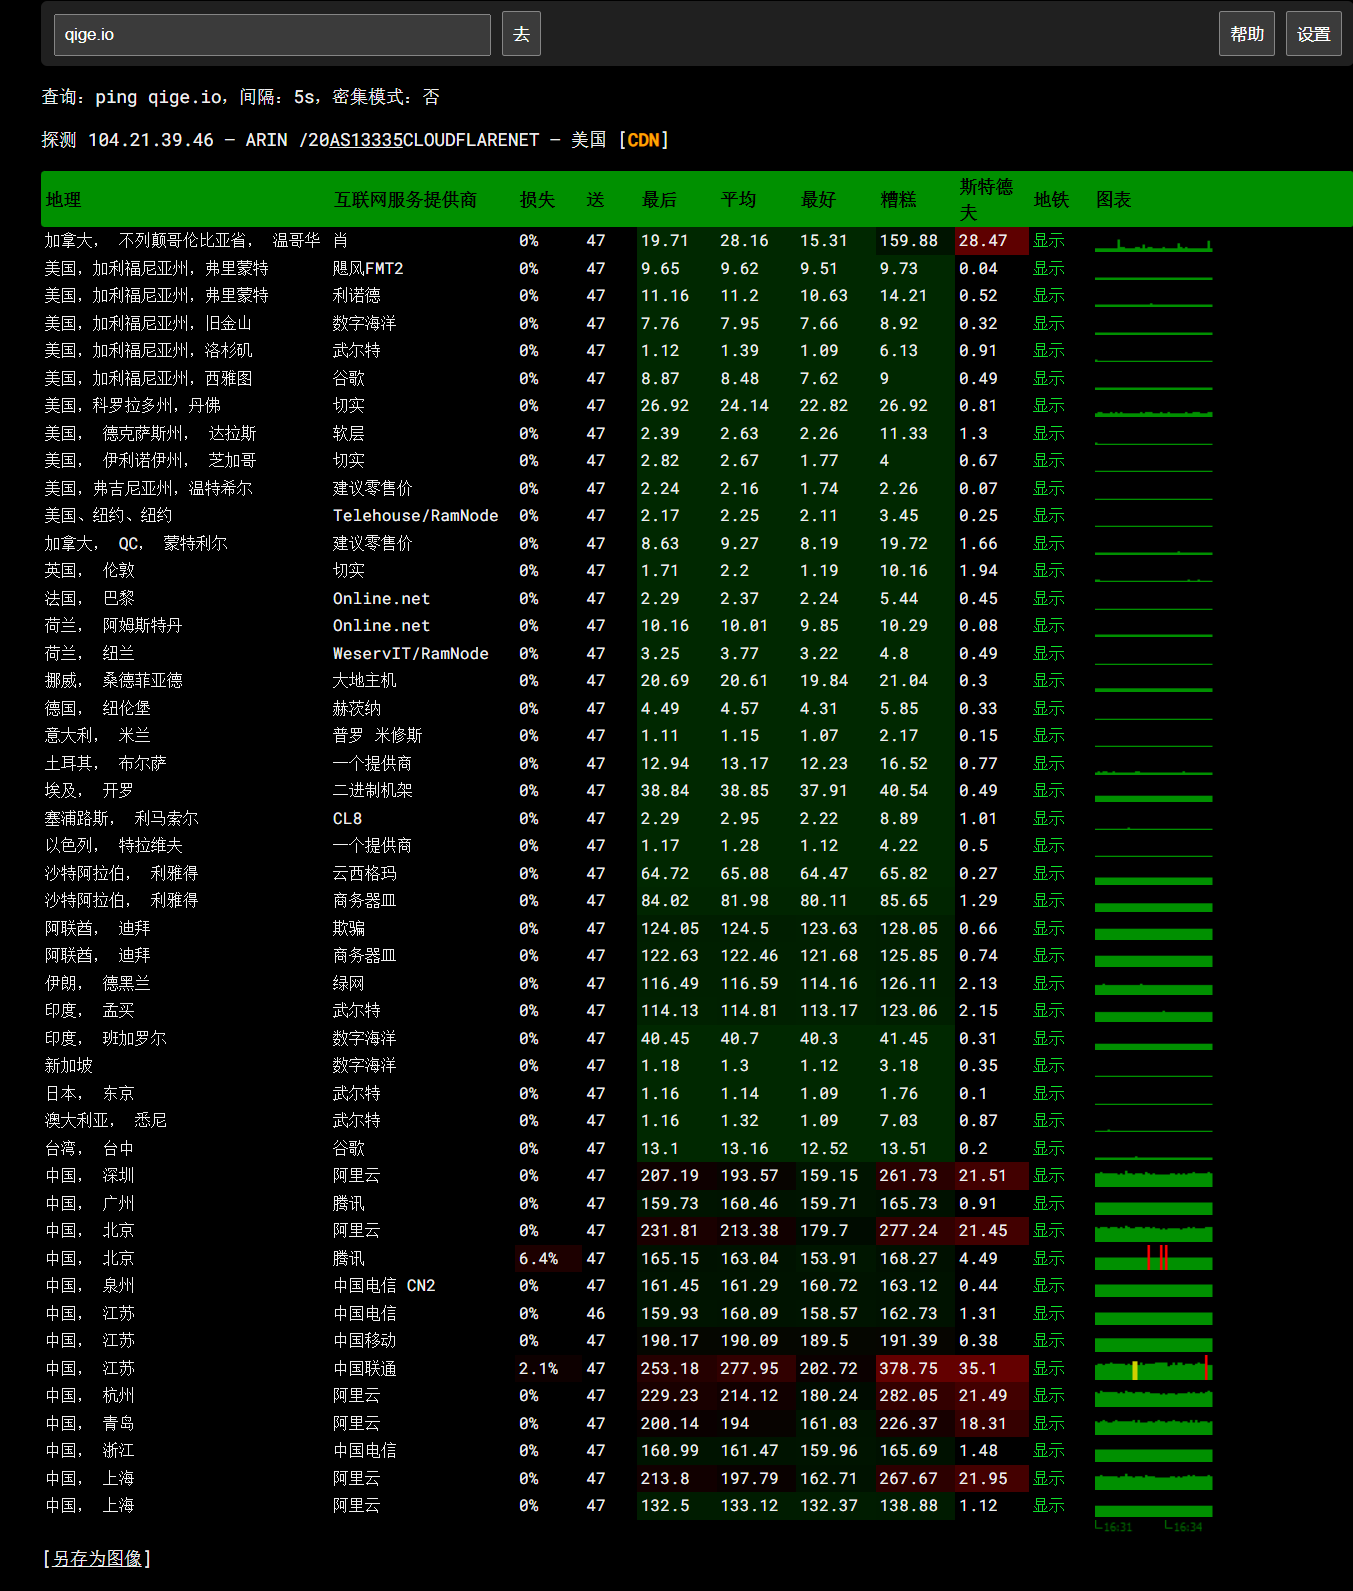 qige.io 去 帮助 设置
查询：ping qige.io，间隔：5s，密集模式：否
探测 104.21.39.46 — ARIN /20AS13335CLOUDFLARENET — 美国 [CDN]
地理 互联网服务提供商 损失 送 最后 平均 最好 糟糕 斯特德夫 地铁 图表
加拿大， 不列颠哥伦比亚省， 温哥华 肖 0% 47 19.71 28.16 15.31 159.88 28.47 显示
美国，加利福尼亚州，弗里蒙特 飓风FMT2 0% 47 9.65 9.62 9.51 9.73 0.04 显示
美国，加利福尼亚州，弗里蒙特 利诺德 0% 47 11.16 11.2 10.63 14.21 0.52 显示
美国，加利福尼亚州，旧金山 数字海洋 0% 47 7.76 7.95 7.66 8.92 0.32 显示
美国，加利福尼亚州，洛杉矶 武尔特 0% 47 1.12 1.39 1.09 6.13 0.91 显示
美国，加利福尼亚州，西雅图 谷歌 0% 47 8.87 8.48 7.62 9 0.49 显示
美国，科罗拉多州，丹佛 切实 0% 47 26.92 24.14 22.82 26.92 0.81 显示
美国， 德克萨斯州， 达拉斯 软层 0% 47 2.39 2.63 2.26 11.33 1.3 显示
美国， 伊利诺伊州， 芝加哥 切实 0% 47 2.82 2.67 1.77 4 0.67 显示
美国，弗吉尼亚州，温特希尔 建议零售价 0% 47 2.24 2.16 1.74 2.26 0.07 显示
美国、纽约、纽约 Telehouse/RamNode 0% 47 2.17 2.25 2.11 3.45 0.25 显示
加拿大， QC， 蒙特利尔 建议零售价 0% 47 8.63 9.27 8.19 19.72 1.66 显示
英国， 伦敦 切实 0% 47 1.71 2.2 1.19 10.16 1.94 显示
法国， 巴黎 Online.net 0% 47 2.29 2.37 2.24 5.44 0.45 显示
荷兰， 阿姆斯特丹 Online.net 0% 47 10.16 10.01 9.85 10.29 0.08 显示
荷兰， 纽兰 WeservIT/RamNode 0% 47 3.25 3.77 3.22 4.8 0.49 显示
挪威， 桑德菲亚德 大地主机 0% 47 20.69 20.61 19.84 21.04 0.3 显示
德国， 纽伦堡 赫茨纳 0% 47 4.49 4.57 4.31 5.85 0.33 显示
意大利， 米兰 普罗 米修斯 0% 47 1.11 1.15 1.07 2.17 0.15 显示
土耳其， 布尔萨 一个提供商 0% 47 12.94 13.17 12.23 16.52 0.77 显示
埃及， 开罗 二进制机架 0% 47 38.84 38.85 37.91 40.54 0.49 显示
塞浦路斯， 利马索尔 CL8 0% 47 2.29 2.95 2.22 8.89 1.01 显示
以色列， 特拉维夫 一个提供商 0% 47 1.17 1.28 1.12 4.22 0.5 显示
沙特阿拉伯， 利雅得 云西格玛 0% 47 64.72 65.08 64.47 65.82 0.27 显示
沙特阿拉伯， 利雅得 商务器皿 0% 47 84.02 81.98 80.11 85.65 1.29 显示
阿联酋， 迪拜 欺骗 0% 47 124.05 124.5 123.63 128.05 0.66 显示
阿联酋， 迪拜 商务器皿 0% 47 122.63 122.46 121.68 125.85 0.74 显示
伊朗， 德黑兰 绿网 0% 47 116.49 116.59 114.16 126.11 2.13 显示
印度， 孟买 武尔特 0% 47 114.13 114.81 113.17 123.06 2.15 显示
印度， 班加罗尔 数字海洋 0% 47 40.45 40.7 40.3 41.45 0.31 显示
新加坡 数字海洋 0% 47 1.18 1.3 1.12 3.18 0.35 显示
日本， 东京 武尔特 0% 47 1.16 1.14 1.09 1.76 0.1 显示
澳大利亚， 悉尼 武尔特 0% 47 1.16 1.32 1.09 7.03 0.87 显示
台湾， 台中 谷歌 0% 47 13.1 13.16 12.52 13.51 0.2 显示
中国， 深圳 阿里云 0% 47 207.19 193.57 159.15 261.73 21.51 显示
中国， 广州 腾讯 0% 47 159.73 160.46 159.71 165.73 0.91 显示
中国， 北京 阿里云 0% 47 231.81 213.38 179.7 277.24 21.45 显示
中国， 北京 腾讯 6.4% 47 165.15 163.04 153.91 168.27 4.49 显示
中国， 泉州 中国电信 CN2 0% 47 161.45 161.29 160.72 163.12 0.44 显示
中国， 江苏 中国电信 0% 46 159.93 160.09 158.57 162.73 1.31 显示
中国， 江苏 中国移动 0% 47 190.17 190.09 189.5 191.39 0.38 显示
中国， 江苏 中国联通 2.1% 47 253.18 277.95 202.72 378.75 35.1 显示
中国， 杭州 阿里云 0% 47 229.23 214.12 180.24 282.05 21.49 显示
中国， 青岛 阿里云 0% 47 200.14 194 161.03 226.37 18.31 显示
中国， 浙江 中国电信 0% 47 160.99 161.47 159.96 165.69 1.48 显示
中国， 上海 阿里云 0% 47 213.8 197.79 162.71 267.67 21.95 显示
中国， 上海 阿里云 0% 47 132.5 133.12 132.37 138.88 1.12 显示
16:31 16:34
[另存为图像]